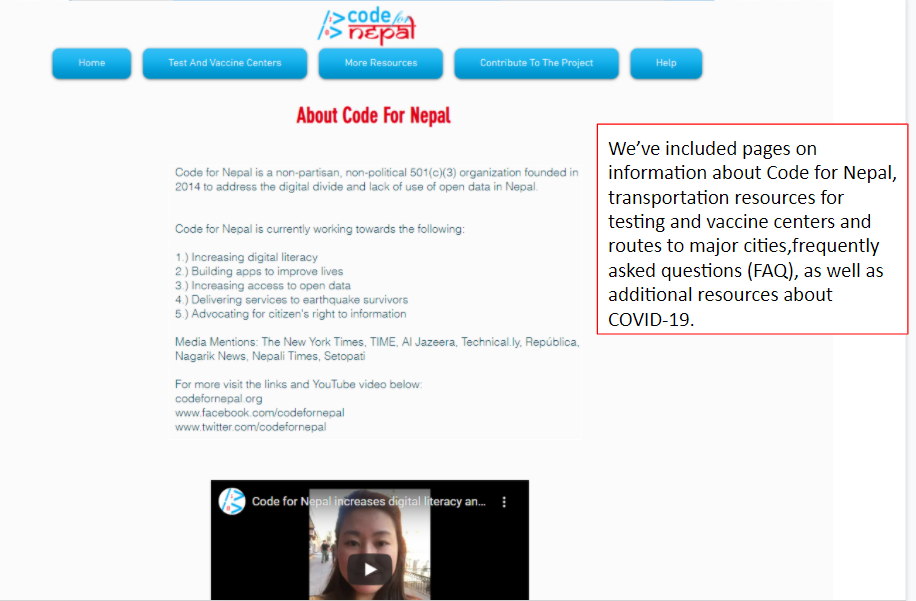 code for
nepal
Home
Test And Vaccine Centers
More Resources
Contribute To The Project
Help
About Code For Nepal
Code for Nepal is a non-partisan, non-political 501(c)(3) organization founded in
2014 to address the digital divide and lack of use of open data in Nepal.
Code for Nepal is currently working towards the following:
1.) Increasing digital literacy
2.) Building apps to improve lives
3.) Increasing access to open data
4.) Delivering services to earthquake survivors
5.) Advocating for citizen's right to information
Media Mentions: The New York Times, TIME, Al Jazeera, Technical.ly, República,
Nagarik News, Nepali Times, Setopati
For more visit the links and YouTube video below:
codefornepal.org
www.facebook.com/codefornepal
www.twitter.com/codefornepal
Code for Nepal increases digital literacy an...
We’ve included pages on
information about Code for Nepal,
transportation resources for
testing and vaccine centers and
routes to major cities,frequently
asked questions (FAQ), as well as
additional resources about
COVID-19.